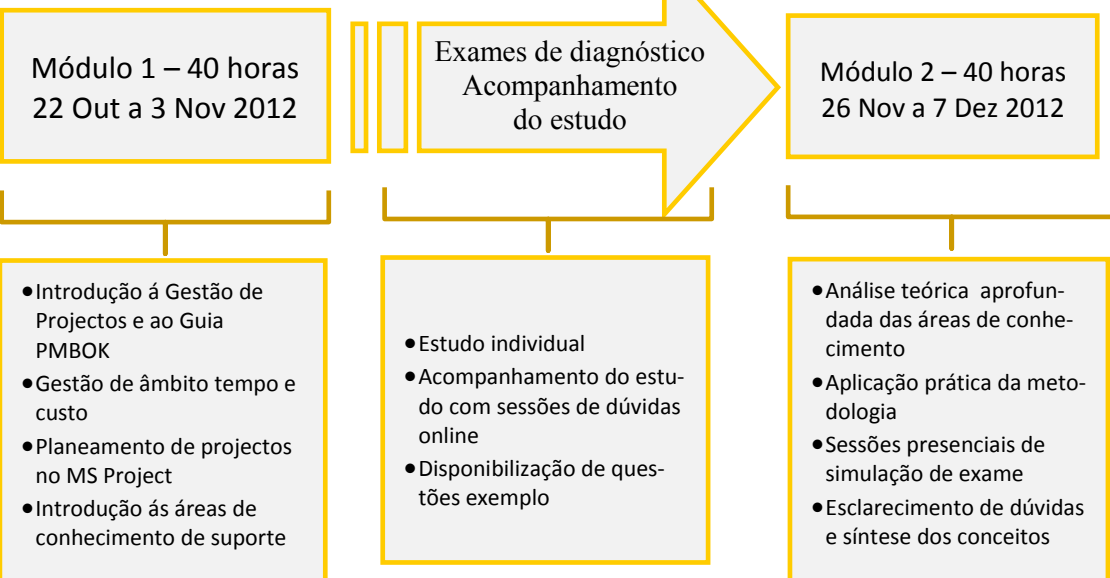 Módulo 1 – 40 horas
22 Out a 3 Nov 2012
Exames de diagnóstico
Acompanhamento
do estudo
Módulo 2 – 40 horas
26 Nov a 7 Dez 2012
•Introdução á Gestão de
Projectos e ao Guia
PMBOK
•Gestão de âmbito tempo e
custo
•Planeamento de projectos
no MS Project
•Introdução ás áreas de
conhecimento de suporte
•Estudo individual
•Acompanhamento do estu-
do com sessões de dúvidas
online
•Disponibilização de ques-
tões exemplo
•Análise teórica aprofun-
dada das áreas de conhe-
cimento
•Aplicação prática da meto-
dologia
•Sessões presenciais de
simulação de exame
•Esclarecimento de dúvidas
e síntese dos conceitos